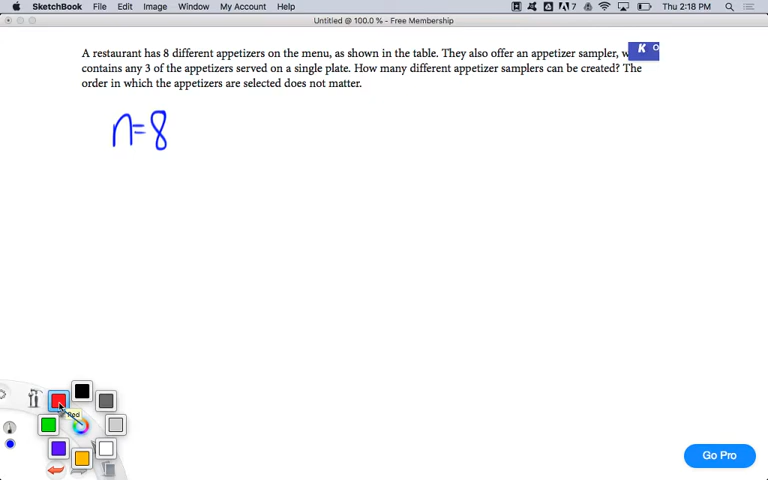 SketchBook File Edit Image Window My Account Help 7 Thu 2:18 PM
Untitled @ 100.0 % - Free Membership
A restaurant has 8 different appetizers on the menu, as shown in the table. They also offer an appetizer sampler,
contains any 3 of the appetizers served on a single plate. How many different appetizer samplers can be created? The
order in which the appetizers are selected does not matter.
n=8
Red
Go Pro